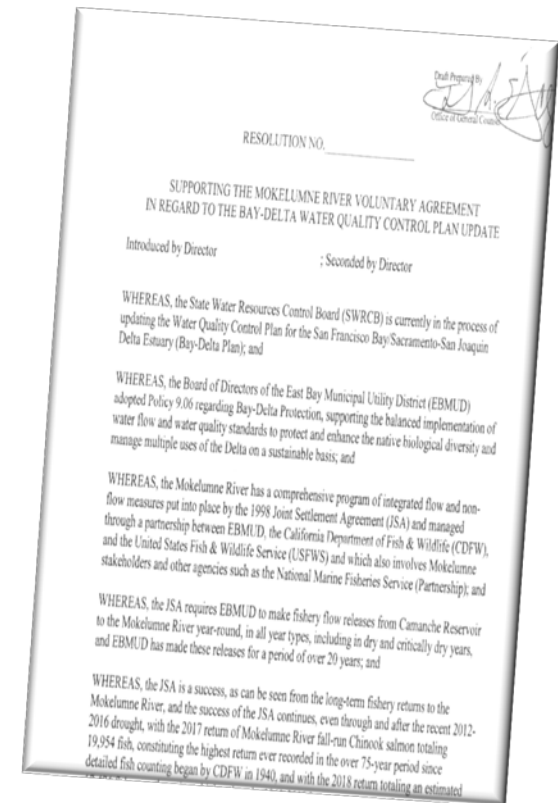 Draft Prepared By
Office of General Counsel
RESOLUTION NO.
SUPPORTING THE MOKELUMNE RIVER VOLUNTARY AGREEMENT
IN REGARD TO THE BAY-DELTA WATER QUALITY CONTROL PLAN UPDATE
Introduced by Director ; Seconded by Director
WHEREAS, the State Water Resources Control Board (SWRCB) is currently in the process of
updating the Water Quality Control Plan for the San Francisco Bay/Sacramento-San Joaquin
Delta Estuary (Bay-Delta Plan); and
WHEREAS, the Board of Directors of the East Bay Municipal Utility District (EBMUD)
adopted Policy 9.06 regarding Bay-Delta Protection, supporting the balanced implementation of
water flow and water quality standards to protect and enhance the native biological diversity and
manage multiple uses of the Delta on a sustainable basis; and
WHEREAS, the Mokelumne River has a comprehensive program of integrated flow and non-
flow measures put into place by the 1998 Joint Settlement Agreement (JSA) and managed
through a partnership between EBMUD, the California Department of Fish & Wildlife (CDFW),
and the United States Fish & Wildlife Service (USFWS) and which also involves Mokelumne
stakeholders and other agencies such as the National Marine Fisheries Service (Partnership); and
WHEREAS, the JSA requires EBMUD to make fishery flow releases from Camanche Reservoir
to the Mokelumne River year-round, in all year types, including in dry and critically dry years,
and EBMUD has made these releases for a period of over 20 years; and
WHEREAS, the JSA is a success, as can be seen from the long-term fishery returns to the
Mokelumne River, and the success of the JSA continues, even through and after the recent 2012-
2016 drought, with the 2017 return of Mokelumne River fall-run Chinook salmon totaling
19,954 fish, constituting the highest return ever recorded in the over 75-year period since
detailed fish counting began by CDFW in 1940, and with the 2018 return totaling an estimated